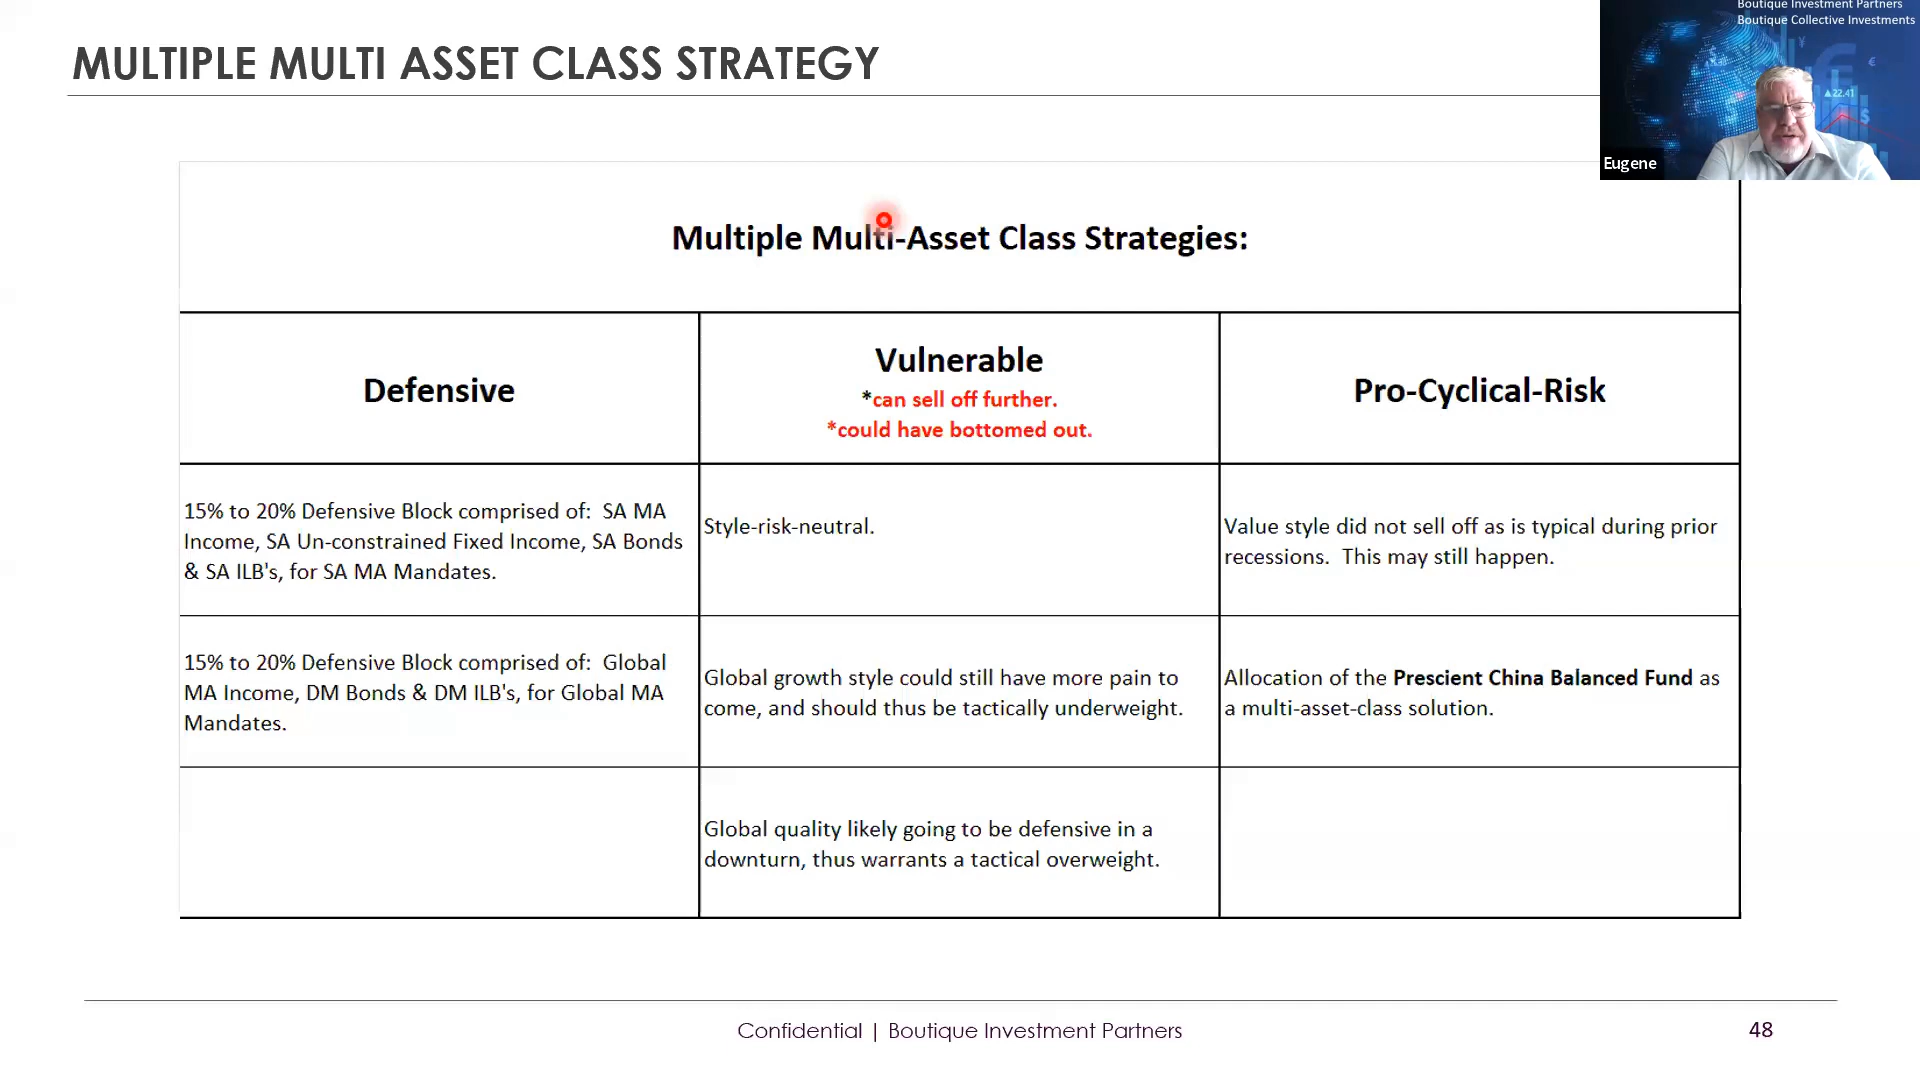 MULTIPLE MULTI ASSET CLASS STRATEGY
Boutique Investment Partners
Boutique Collective Investments
▲22.41
Eugene
Multiple Multi-Asset Class Strategies:
Defensive
Vulnerable
*can sell off further.
*could have bottomed out.
Pro-Cyclical-Risk
15% to 20% Defensive Block comprised of:  SA MA
Income, SA Un-constrained Fixed Income, SA Bonds
& SA ILB's, for SA MA Mandates.
Style-risk-neutral.
Value style did not sell off as is typical during prior
recessions.  This may still happen.
15% to 20% Defensive Block comprised of:  Global
MA Income, DM Bonds & DM ILB's, for Global MA
Mandates.
Global growth style could still have more pain to
come, and should thus be tactically underweight.
Allocation of the Prescient China Balanced Fund as
a multi-asset-class solution.
Global quality likely going to be defensive in a
downturn, thus warrants a tactical overweight.
Confidential | Boutique Investment Partners
48